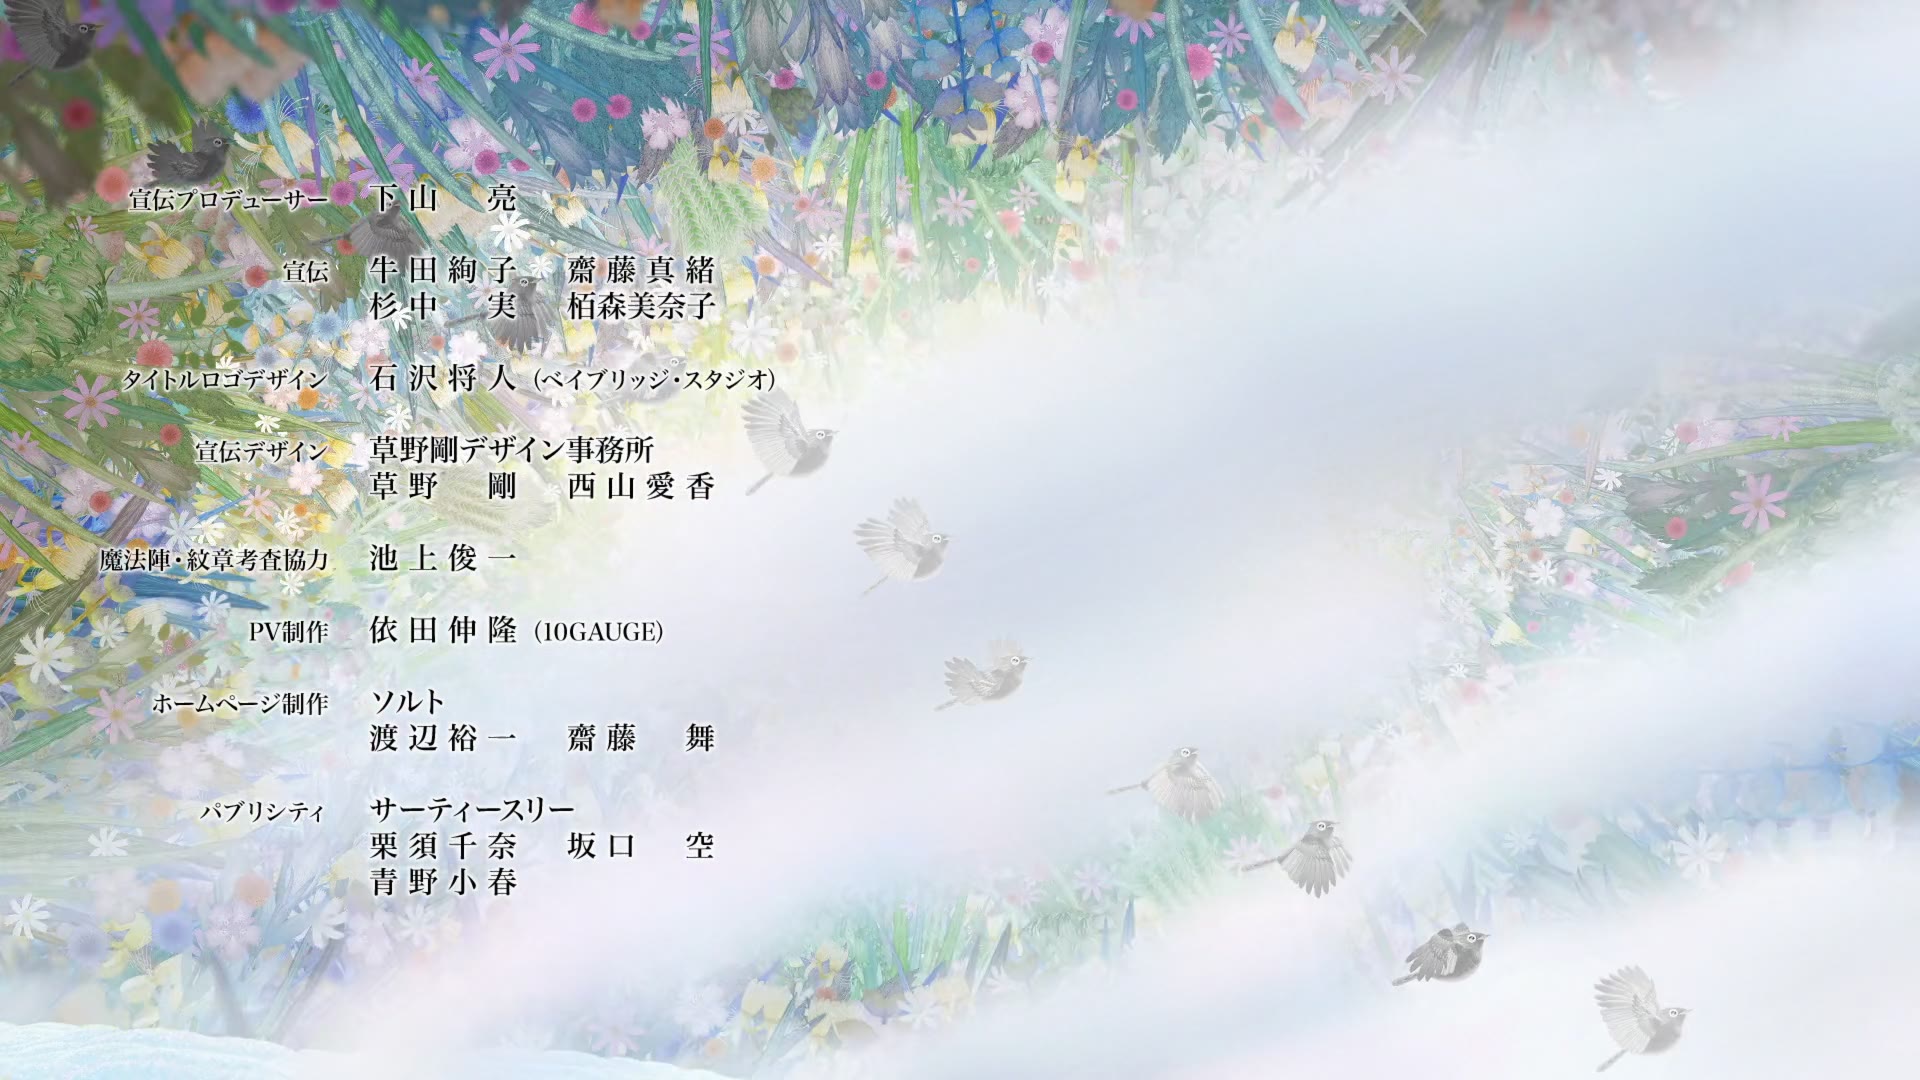 宣伝プロデューサー 下山 亮
宣伝 牛田絢子 齋藤真緒
杉中 実 栢森美奈子
タイトルロゴデザイン 石沢将人 (ベイブリッジ・スタジオ)
宣伝デザイン 草野剛デザイン事務所
草野 剛 西山愛香
魔法陣・紋章考査協力 池上俊一
PV制作 依田伸隆 (10GAUGE)
ホームページ制作 ソルト
渡辺裕一 齋藤 舞
パブリシティ サーティースリー
栗須千奈 坂口 空
青野小春